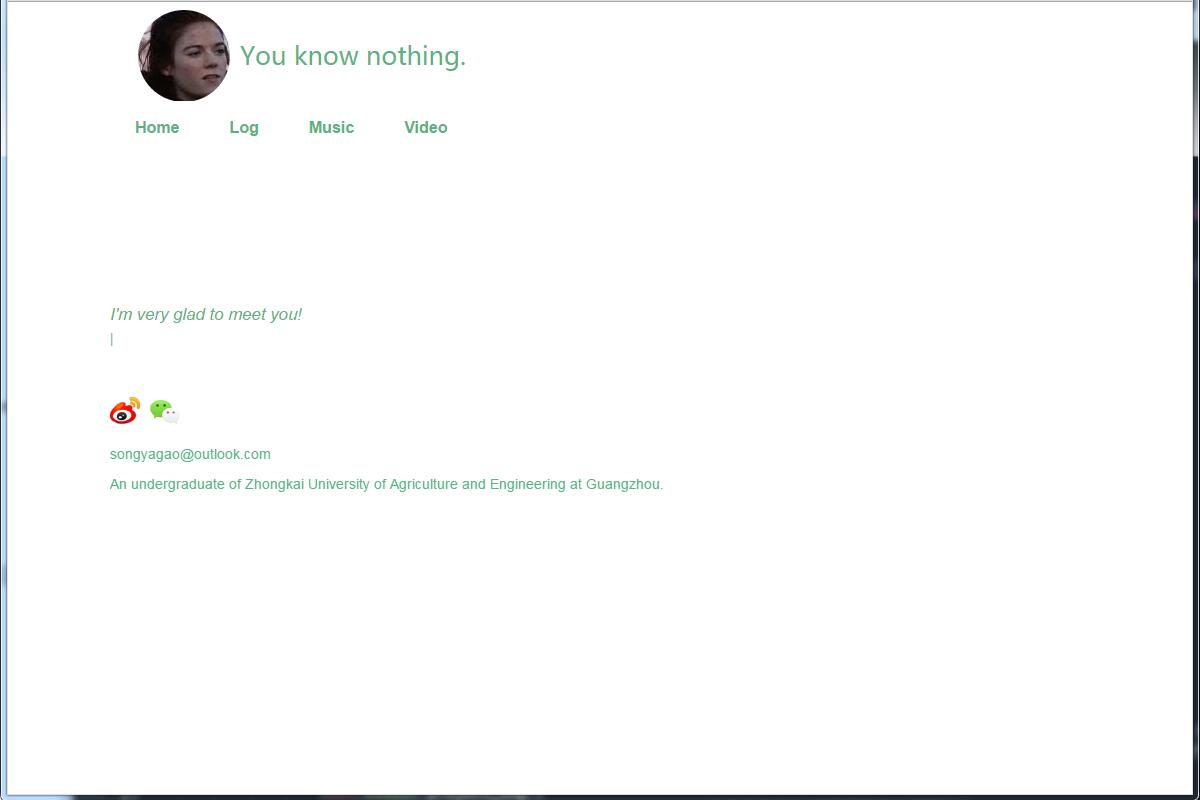 You know nothing.
Home Log Music Video
I'm very glad to meet you!
|
songyagao@outlook.com
An undergraduate of Zhongkai University of Agriculture and Engineering at Guangzhou.